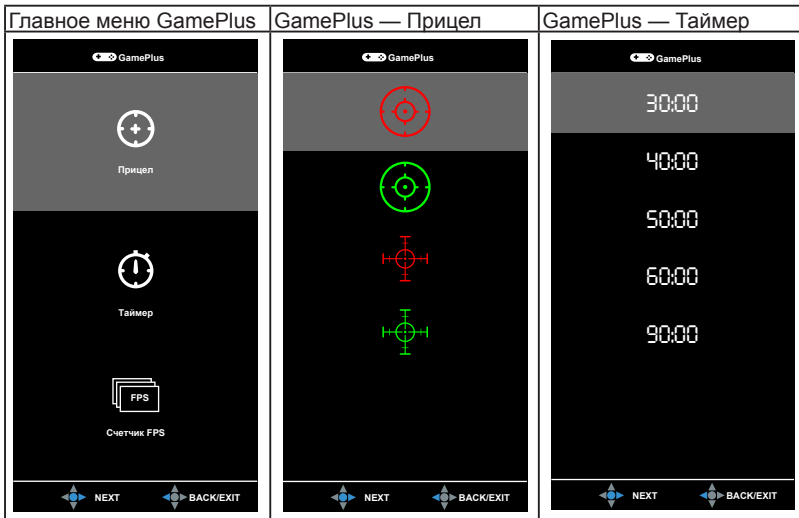 Главное меню GamePlus
GamePlus
Прицел
Таймер
FPS
Счетчик FPS
NEXT BACK/EXIT
GamePlus — Прицел
GamePlus
NEXT BACK/EXIT
GamePlus — Таймер
GamePlus
30:00
40:00
50:00
60:00
90:00
NEXT BACK/EXIT